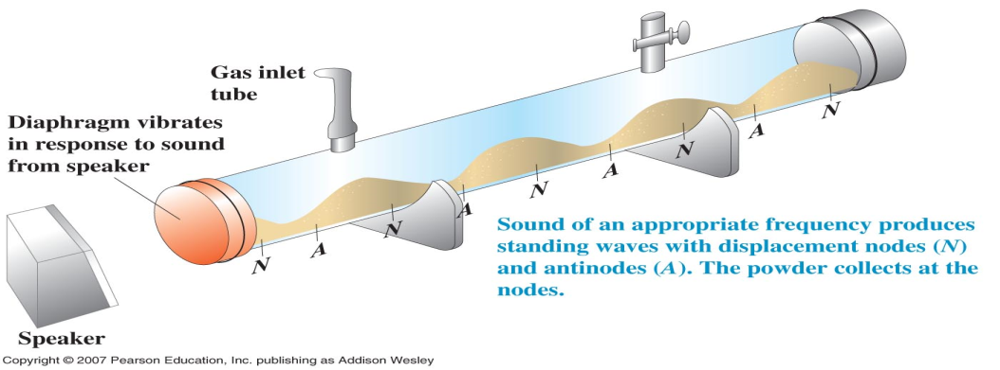 Gas inlet
tube
Diaphragm vibrates
in response to sound
from speaker
N
A
N
A
N
A
N
A
N
Sound of an appropriate frequency produces
standing waves with displacement nodes (N)
and antinodes (A). The powder collects at the
nodes.
Speaker
Copyright © 2007 Pearson Education, Inc. publishing as Addison Wesley